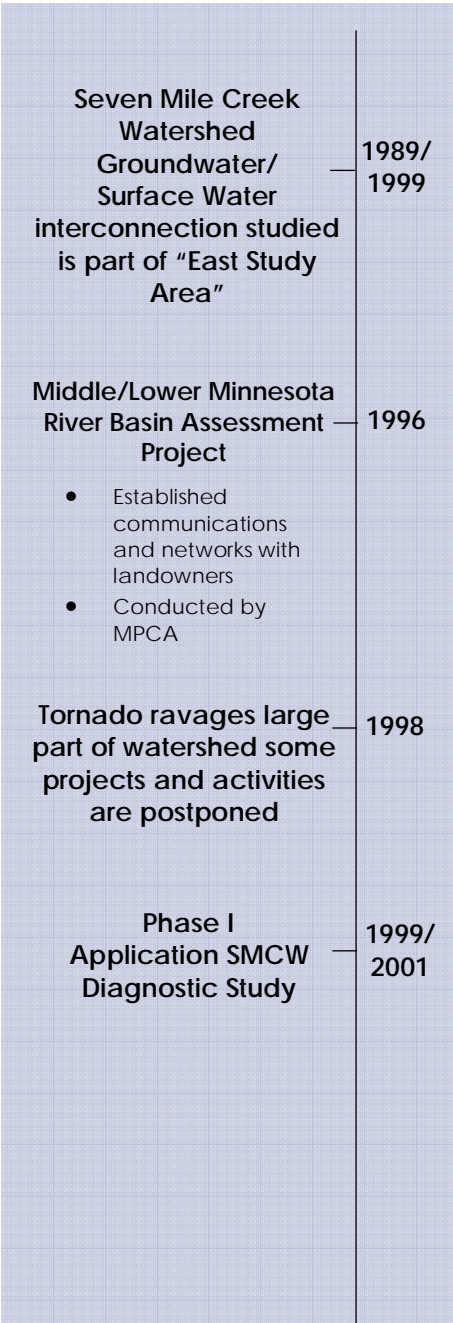 Seven Mile Creek
Watershed
Groundwater/
Surface Water
interconnection studied
is part of “East Study
Area”
1989/
1999
Middle/Lower Minnesota
River Basin Assessment
Project
1996
• Established
communications
and networks with
landowners
• Conducted by
MPCA
Tornado ravages large
part of watershed some
projects and activities
are postponed
1998
Phase I
Application SMCW
Diagnostic Study
1999/
2001